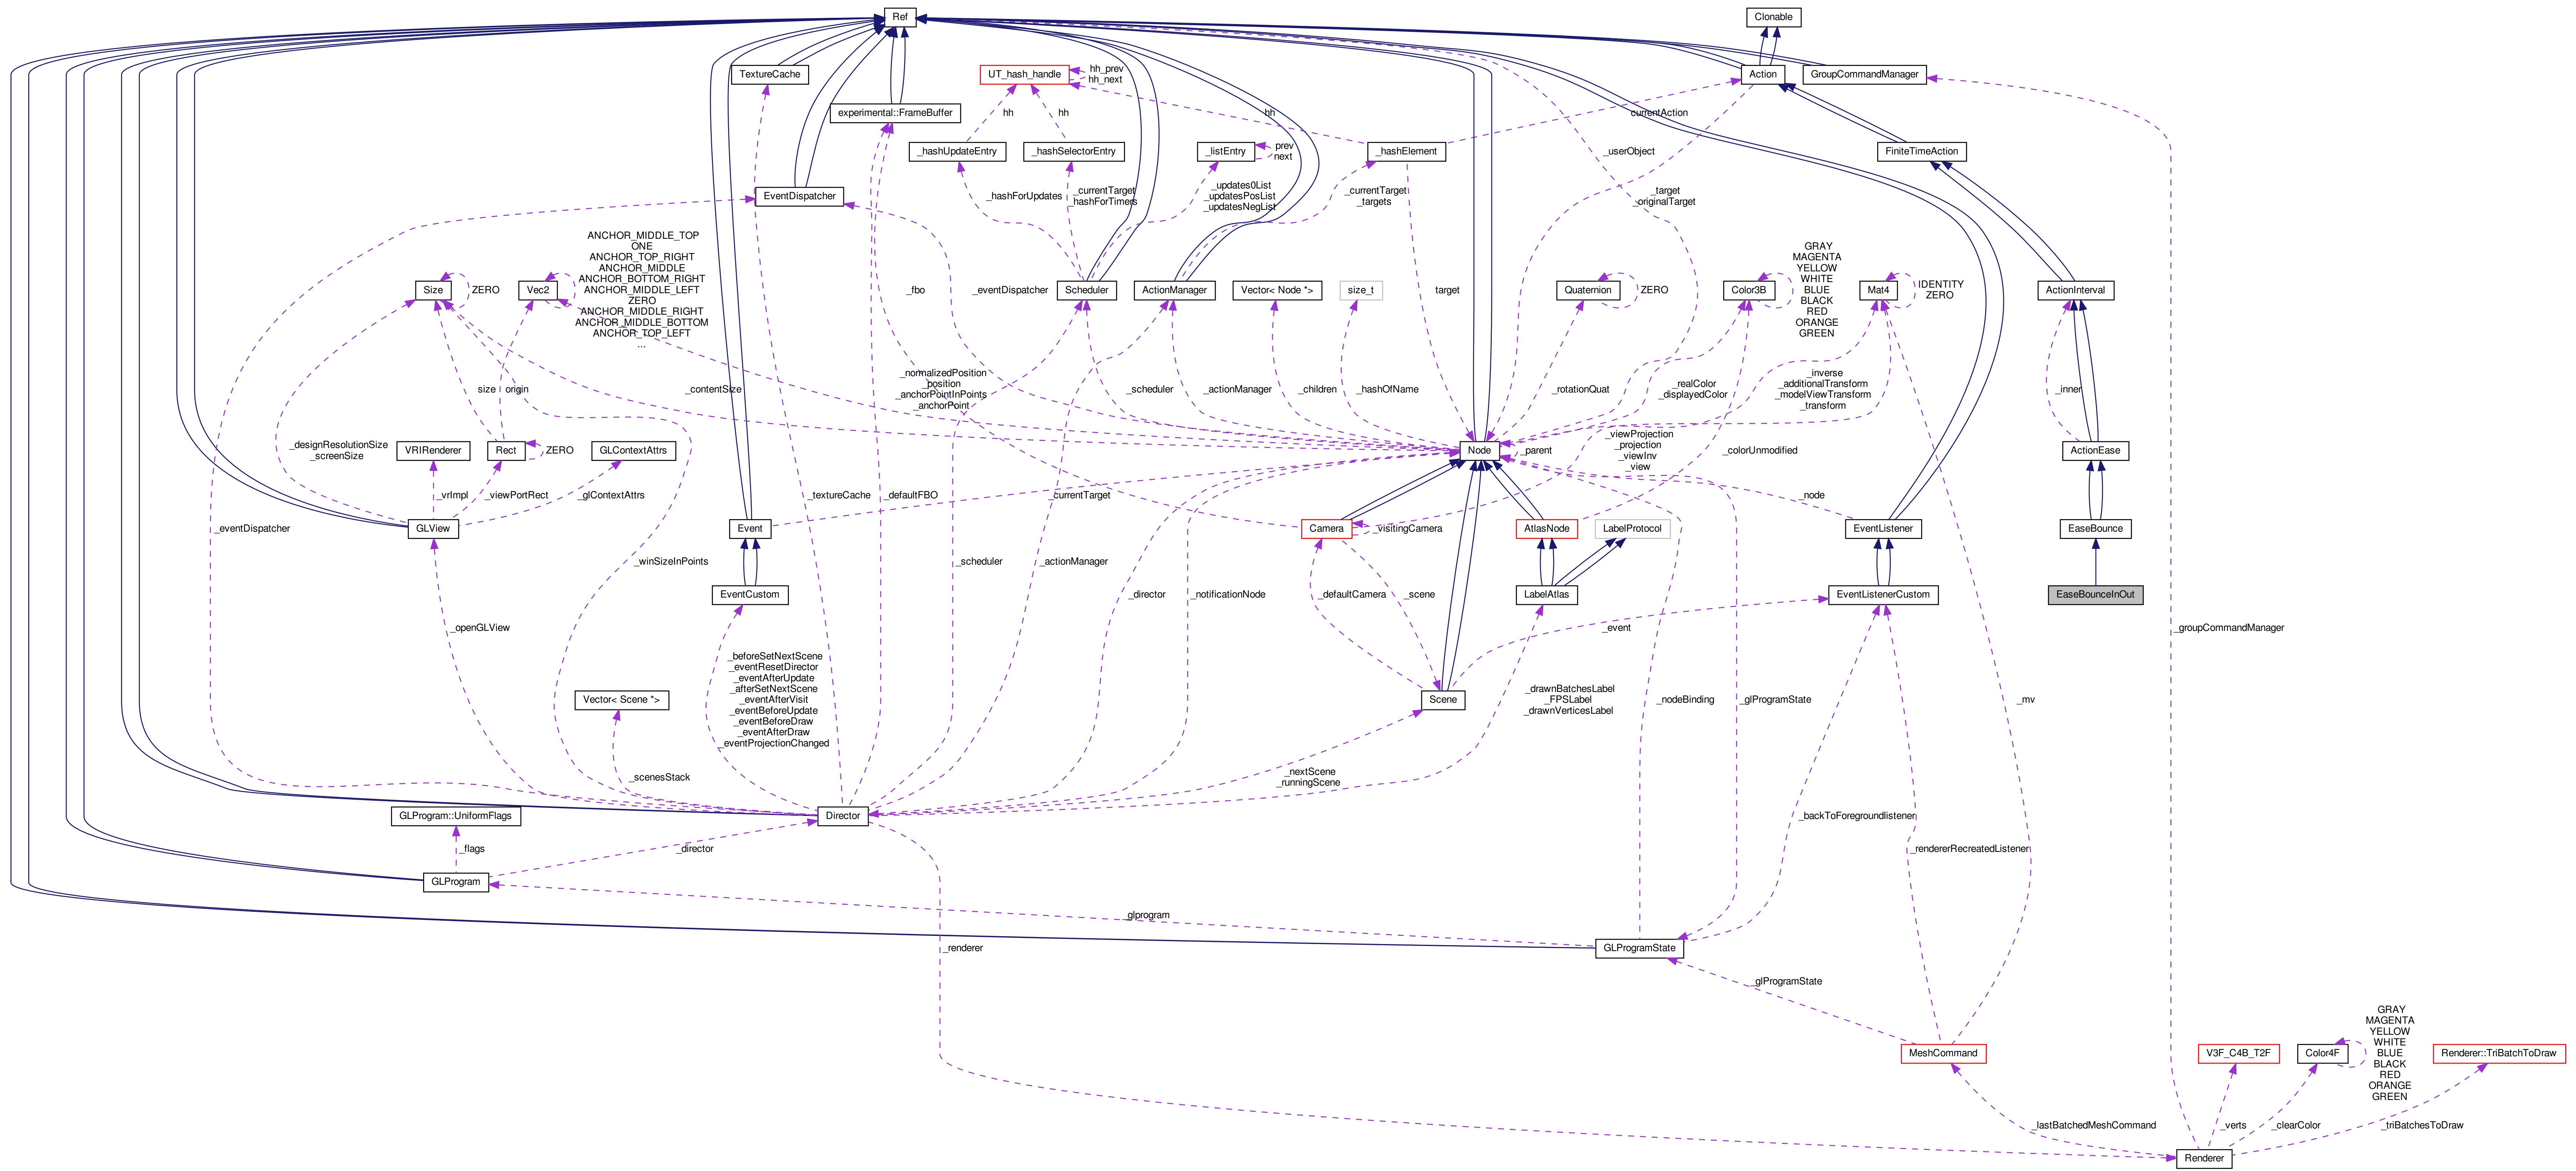 Ref
Clonable
TextureCache
UT_hash_handle
hh_prev
hh_next
Action
GroupCommandManager
experimental::FrameBuffer
hh
hh
hh
currentAction
_hashUpdateEntry
_hashSelectorEntry
_listEntry
prev
next
_hashElement
_userObject
FiniteTimeAction
EventDispatcher
_hashForUpdates
_currentTarget
_hashForTimers
_updates0List
_updatesPosList
_updatesNegList
_currentTarget
_targets
_target
_originalTarget
ANCHOR_MIDDLE_TOP
ONE
ANCHOR_TOP_RIGHT
ANCHOR_MIDDLE
ANCHOR_BOTTOM_RIGHT
ANCHOR_MIDDLE_LEFT
ZERO
ANCHOR_MIDDLE_RIGHT
ANCHOR_MIDDLE_BOTTOM
ANCHOR_TOP_LEFT
...
GRAY
MAGENTA
YELLOW
WHITE
BLUE
BLACK
RED
ORANGE
GREEN
Size
ZERO
Vec2
_fbo
_eventDispatcher
Scheduler
ActionManager
Vector< Node *>
size_t
target
Quaternion
ZERO
Color3B
Mat4
IDENTITY
ZERO
ActionInterval
size
origin
_contentSize
_normalizedPosition
_position
_anchorPointInPoints
_anchorPoint
_scheduler
_actionManager
_children
_hashOfName
_rotationQuat
_realColor
_displayedColor
_inverse
_additionalTransform
_modelViewTransform
_transform
_inner
_designResolutionSize
_screenSize
VRIRenderer
Rect
ZERO
GLContextAttrs
Node
_parent
_viewProjection
_projection
_viewInv
_view
_colorUnmodified
ActionEase
_vrImpl
_viewPortRect
_glContextAttrs
_textureCache
_defaultFBO
_currentTarget
_node
_eventDispatcher
GLView
Event
Camera
_visitingCamera
AtlasNode
LabelProtocol
EventListener
EaseBounce
_winSizeInPoints
_scheduler
_actionManager
EventCustom
_director
_notificationNode
_defaultCamera
_scene
LabelAtlas
EventListenerCustom
EaseBounceInOut
_openGLView
_event
_groupCommandManager
_beforeSetNextScene
_eventResetDirector
_eventAfterUpdate
_afterSetNextScene
_eventAfterVisit
_eventBeforeUpdate
_eventBeforeDraw
_eventAfterDraw
_eventProjectionChanged
Vector< Scene *>
Scene
_drawnBatchesLabel
_FPSLabel
_drawnVerticesLabel
_nodeBinding
_glProgramState
_mv
_scenesStack
_nextScene
_runningScene
GLProgram::UniformFlags
Director
_backToForegroundlistener
_flags
_director
_rendererRecreatedListener
GLProgram
_glprogram
_renderer
GLProgramState
_glProgramState
GRAY
MAGENTA
YELLOW
WHITE
BLUE
BLACK
RED
ORANGE
GREEN
MeshCommand
V3F_C4B_T2F
Color4F
Renderer::TriBatchToDraw
_lastBatchedMeshCommand
_verts
_clearColor
_triBatchesToDraw
Renderer